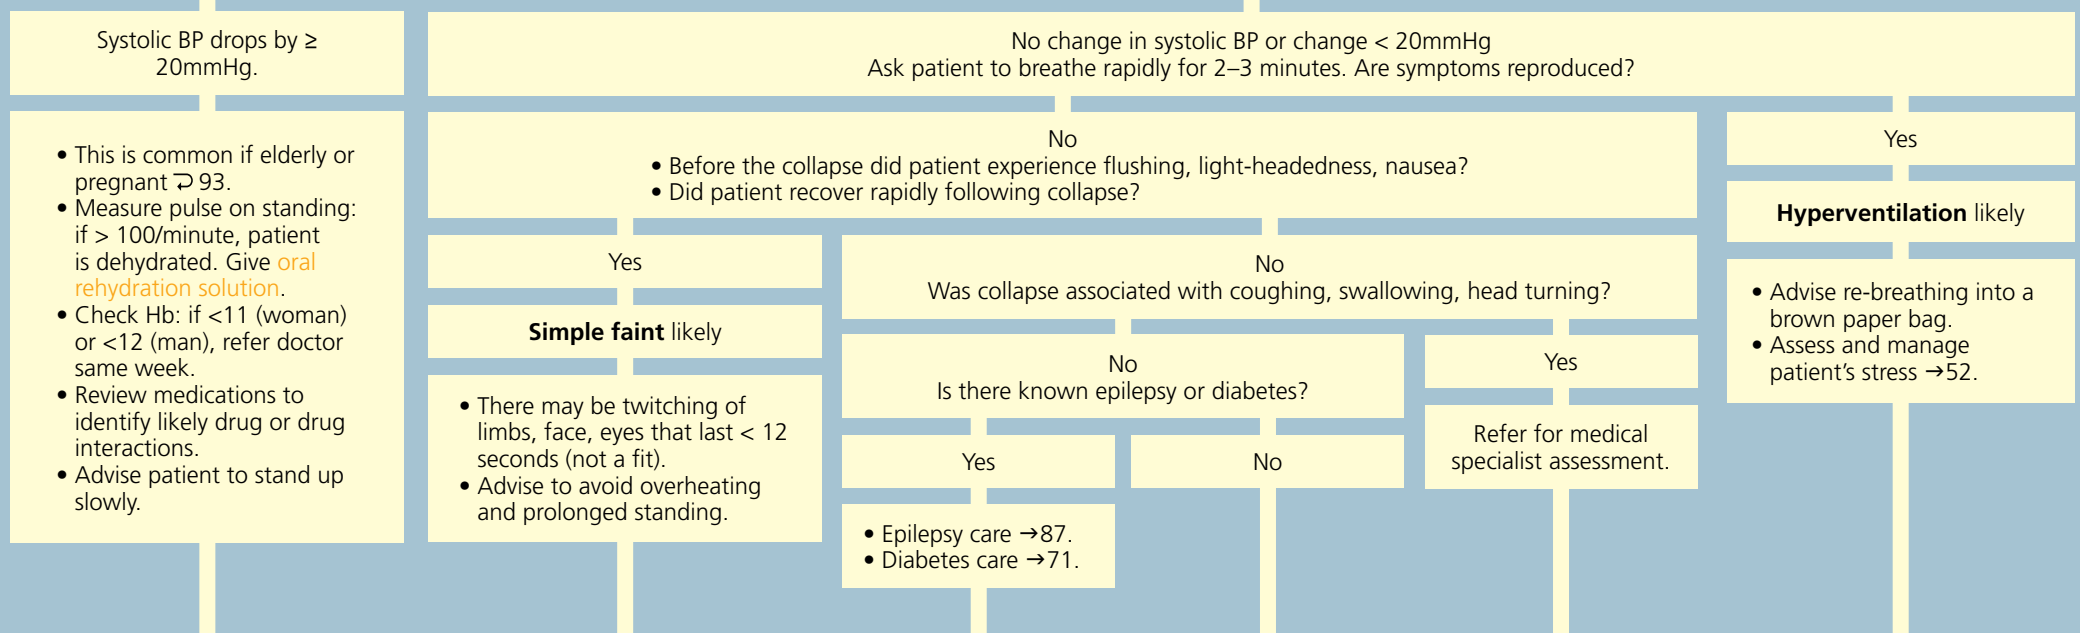 Systolic BP drops by ≥
20mmHg.
No change in systolic BP or change < 20mmHg
Ask patient to breathe rapidly for 2–3 minutes. Are symptoms reproduced?
• This is common if elderly or
pregnant ⮌ 93.
• Measure pulse on standing:
if > 100/minute, patient
is dehydrated. Give oral
rehydration solution.
• Check Hb: if <11 (woman)
or <12 (man), refer doctor
same week.
• Review medications to
identify likely drug or drug
interactions.
• Advise patient to stand up
slowly.
No
• Before the collapse did patient experience flushing, light-headedness, nausea?
• Did patient recover rapidly following collapse?
Yes
Simple faint likely
• There may be twitching of
limbs, face, eyes that last < 12
seconds (not a fit).
• Advise to avoid overheating
and prolonged standing.
No
Was collapse associated with coughing, swallowing, head turning?
No
Is there known epilepsy or diabetes?
Yes
• Epilepsy care →87.
• Diabetes care →71.
No
Yes
Refer for medical
specialist assessment.
Yes
Hyperventilation likely
• Advise re-breathing into a
brown paper bag.
• Assess and manage
patient's stress →52.